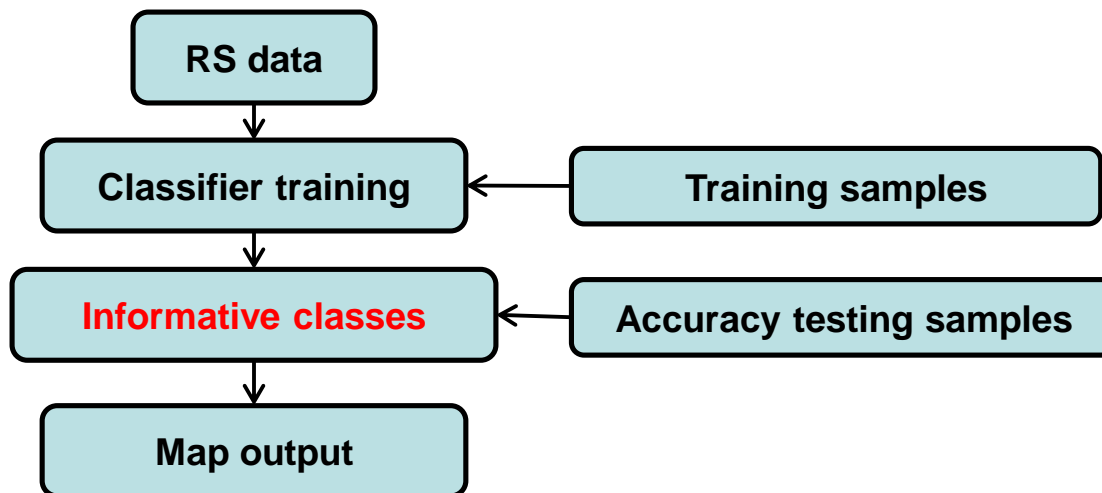 RS data
Classifier training
Training samples
Informative classes
Accuracy testing samples
Map output